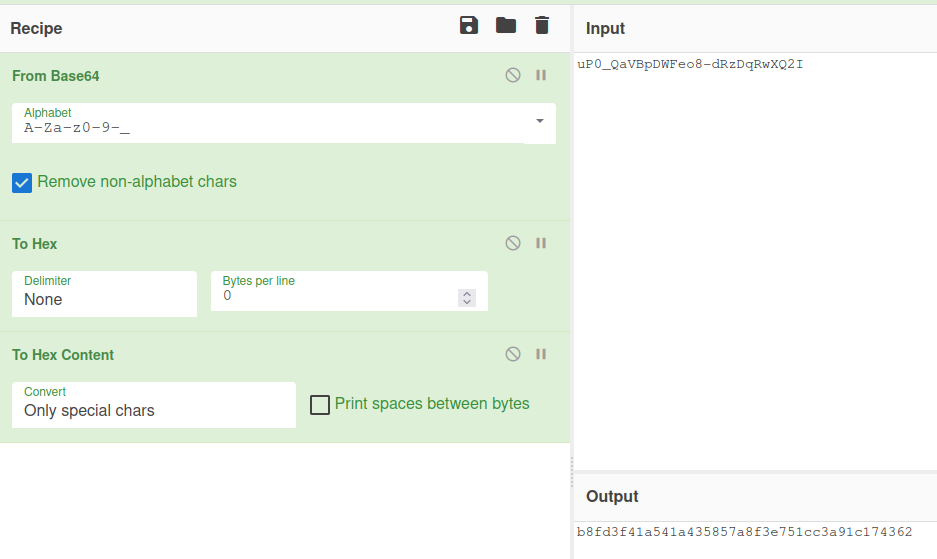 Recipe
From Base64
Alphabet
A-Za-z0-9-_
Remove non-alphabet chars
To Hex
Delimiter
None
Bytes per line
0
To Hex Content
Convert
Only special chars
Print spaces between bytes
Input
uP0_QaVBpDWFeo8-dRzDqRwXQ2I
Output
b8fd3f41a541a435857a8f3e751cc3a91c174362